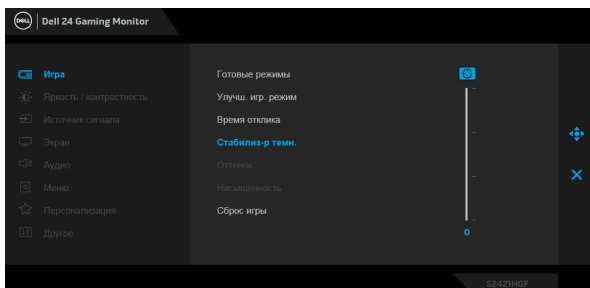 DELL Dell 24 Gaming Monitor
Игра
Яркость / контрастность
Источник сигнала
Экран
Аудио
Меню
Персонализация
Другое
Готовые режимы
Улучш. игр. режим
Время отклика
Стабилиз-р темн.
Оттенок
Насыщенность
Сброс игры
0
S2421HGF